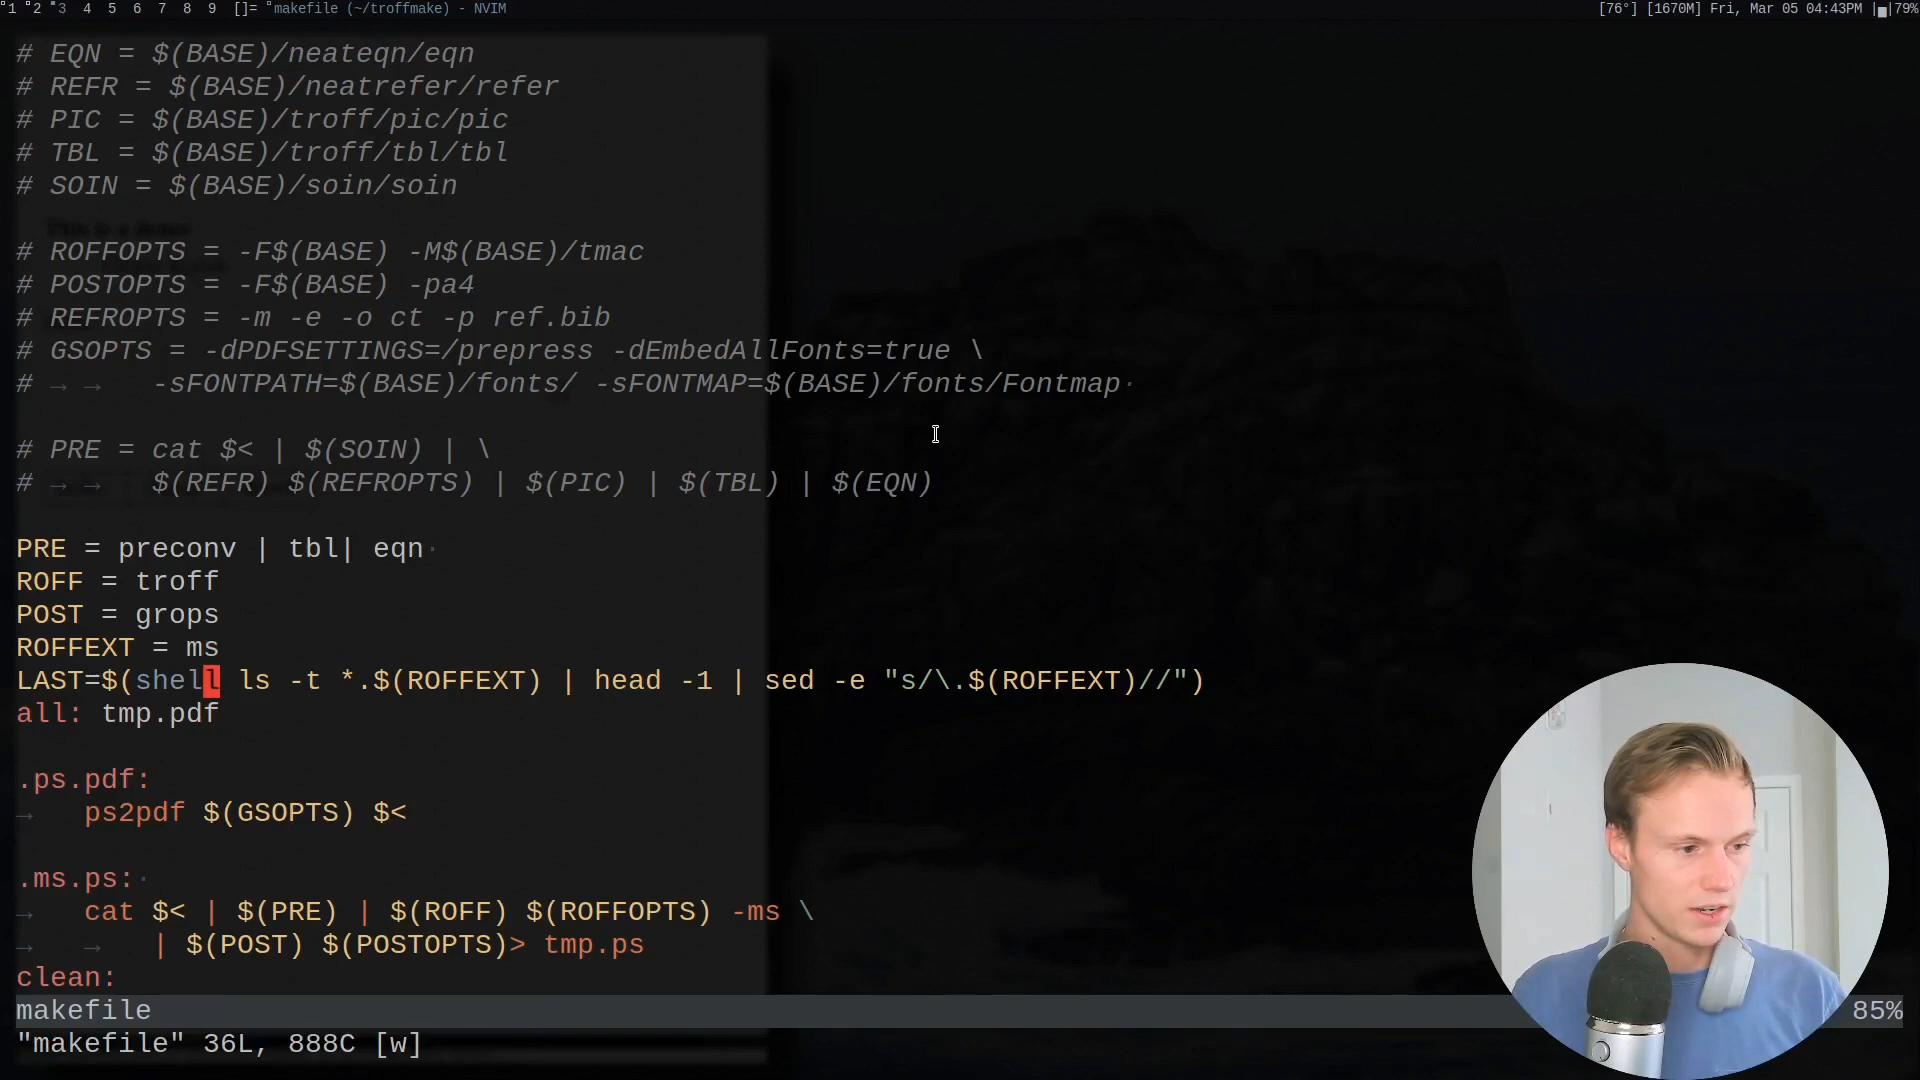 1 2 3 4 5 6 7 8 9 []= makefile (~/troffmake) - NVIM [76°] [1670M] Fri, Mar 05 04:43PM | |79%
# EQN = $(BASE)/neateqn/eqn
# REFR = $(BASE)/neatrefer/refer
# PIC = $(BASE)/troff/pic/pic
# TBL = $(BASE)/troff/tbl/tbl
# SOIN = $(BASE)/soin/soin
# ROFFOPTS = -F$(BASE) -M$(BASE)/tmac
# POSTOPTS = -F$(BASE) -pa4
# REFROPTS = -m -e -o ct -p ref.bib
# GSOPTS = -dPDFSETTINGS=/prepress -dEmbedAllFonts=true \
# → → -sFONTPATH=$(BASE)/fonts/ -sFONTMAP=$(BASE)/fonts/Fontmap·
# PRE = cat $< | $(SOIN) | \
# → → $(REFR) $(REFROPTS) | $(PIC) | $(TBL) | $(EQN)
PRE = preconv | tbl| eqn·
ROFF = troff
POST = grops
ROFFEXT = ms
LAST=$(shell ls -t *.$(ROFFEXT) | head -1 | sed -e "s/\.$(ROFFEXT)//")
all: tmp.pdf
.ps.pdf:
→ ps2pdf $(GSOPTS) $<
.ms.ps:·
→ cat $< | $(PRE) | $(ROFF) $(ROFFOPTS) -ms \
→ → | $(POST) $(POSTOPTS)> tmp.ps
clean:
makefile 85%
"makefile" 36L, 888C [w]